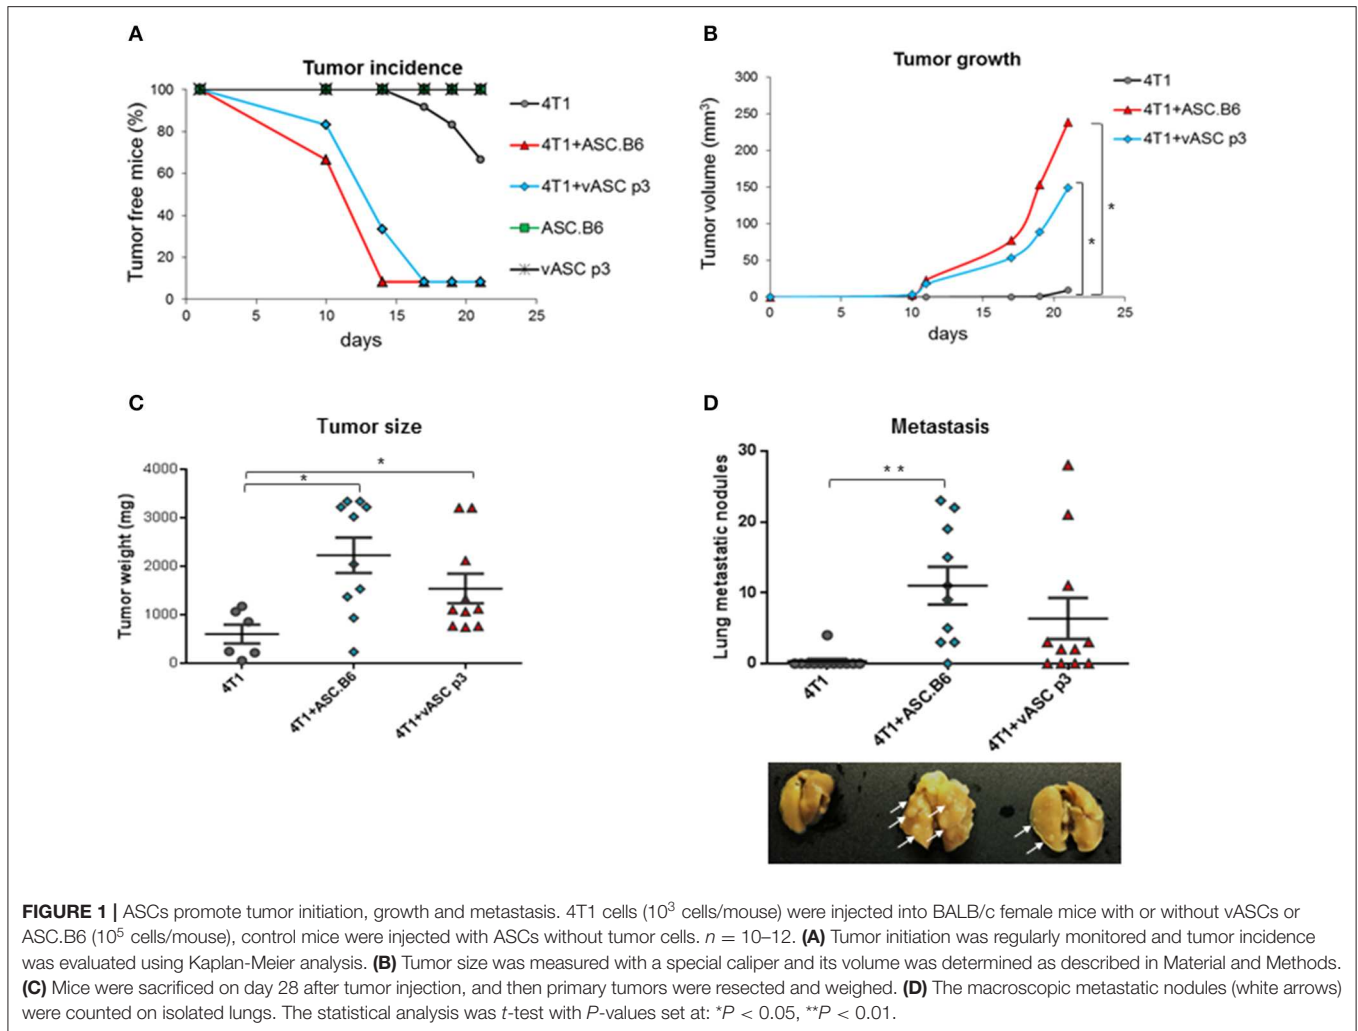 A
Tumor incidence
Tumor free mice (%)
100
80
60
40
20
0
0 5 10 15 20 25
days
4T1
4T1+ASC.B6
4T1+vASC p3
ASC.B6
vASC p3
B
Tumor growth
Tumor volume (mm³)
300
250
200
150
100
50
0
0 5 10 15 20 25
days
4T1
4T1+ASC.B6
4T1+vASC p3
*
*
C
Tumor size
Tumor weight (mg)
4000
3000
2000
1000
0
*
*
4T1
4T1+ASC.B6
4T1+vASC p3
D
Metastasis
Lung metastatic nodules
30
20
10
0
* *
4T1
4T1+ASC.B6
4T1+vASC p3
FIGURE 1 | ASCs promote tumor initiation, growth and metastasis. 4T1 cells (10³ cells/mouse) were injected into BALB/c female mice with or without vASCs or
ASC.B6 (10⁵ cells/mouse), control mice were injected with ASCs without tumor cells. n = 10–12. (A) Tumor initiation was regularly monitored and tumor incidence
was evaluated using Kaplan-Meier analysis. (B) Tumor size was measured with a special caliper and its volume was determined as described in Material and Methods.
(C) Mice were sacrificed on day 28 after tumor injection, and then primary tumors were resected and weighed. (D) The macroscopic metastatic nodules (white arrows)
were counted on isolated lungs. The statistical analysis was t-test with P-values set at: *P < 0.05, **P < 0.01.